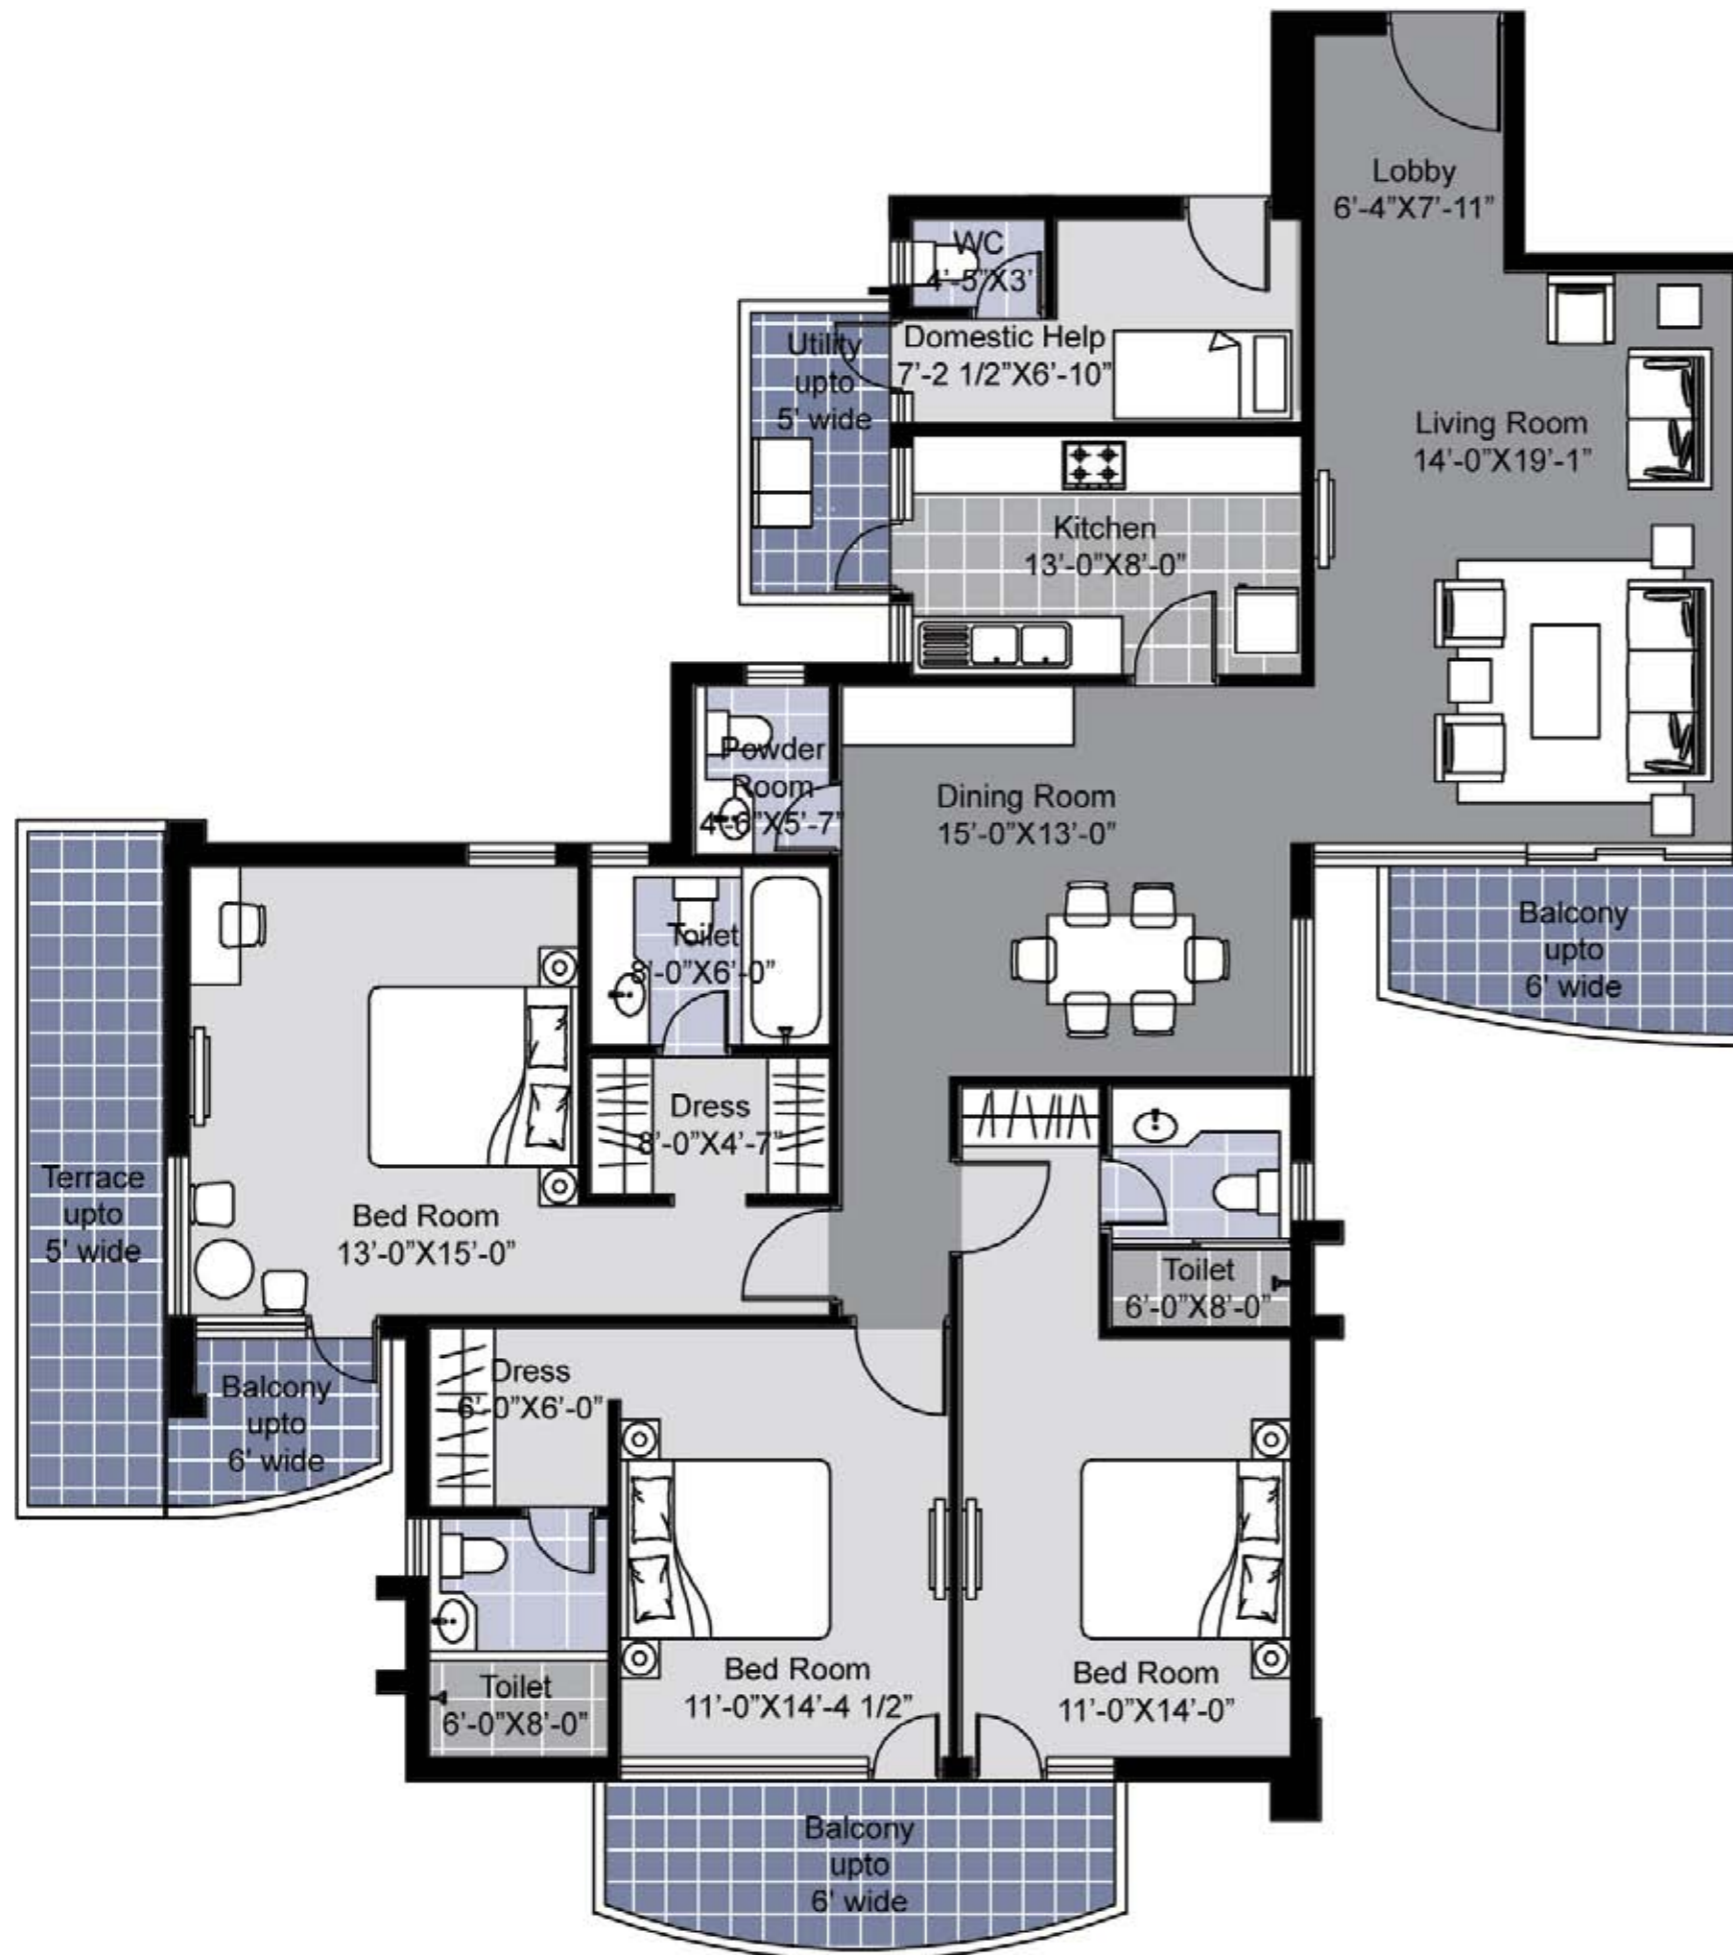 Lobby
6'-4”X7'-11”
WC
4'-5”X3'
Domestic Help
7'-2 1/2”X6'-10”
Utility
upto
5' wide
Living Room
14'-0”X19'-1”
Kitchen
13'-0”X8'-0”
Powder
Room
4'-6”X5'-7”
Dining Room
15'-0”X13'-0”
Balcony
upto
6' wide
Toilet
8'-0”X6'-0”
Dress
8'-0”X4'-7”
Terrace
upto
5' wide
Bed Room
13'-0”X15'-0”
Toilet
6'-0”X8'-0”
Balcony
upto
6' wide
Dress
6'-0”X6'-0”
Toilet
6'-0”X8'-0”
Bed Room
11'-0”X14'-4 1/2”
Bed Room
11'-0”X14'-0”
Balcony
upto
6' wide